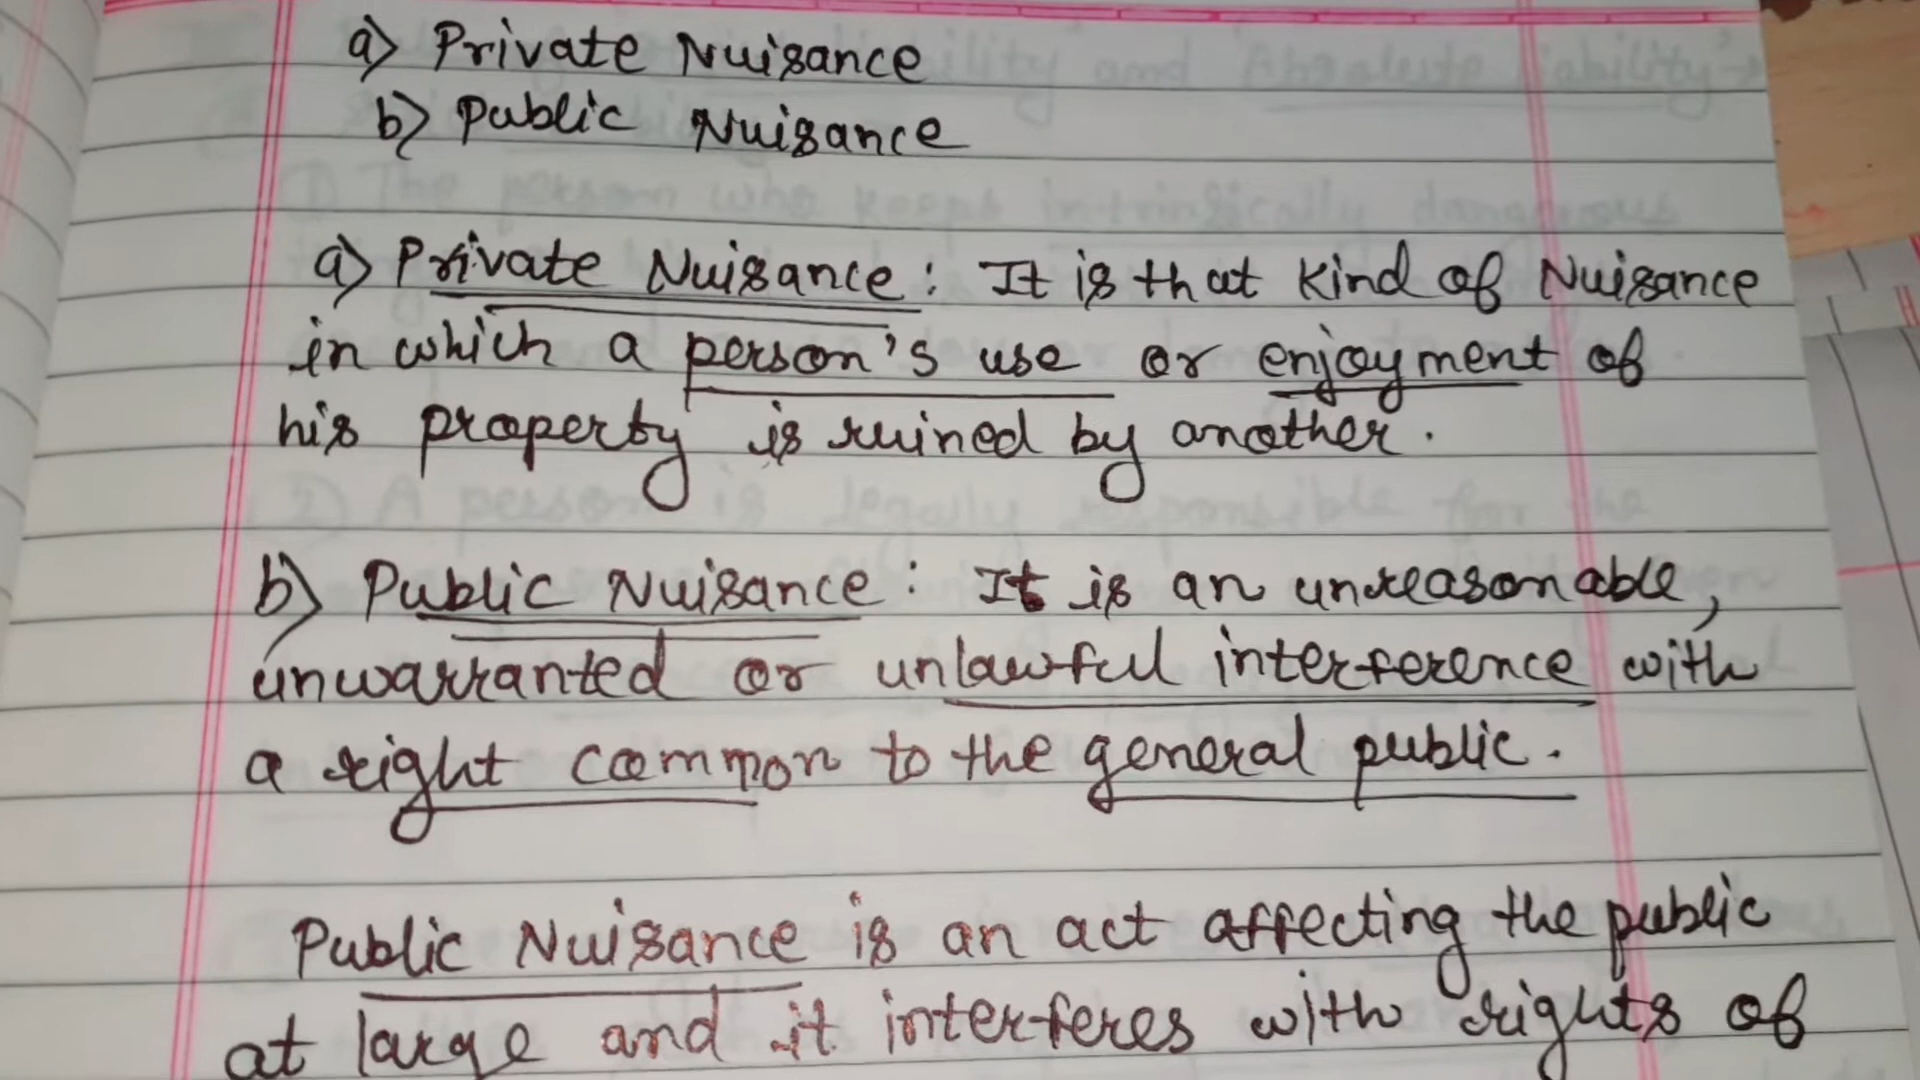 a) Private Nuisance
b) Public Nuisance
a) Private Nuisance: It is that kind of Nuisance
in which a person's use or enjoyment of
his property is ruined by another.
b) Public Nuisance: It is an unreasonable,
unwarranted or unlawful interference with
a right common to the general public.
Public Nuisance is an act affecting the public
at large and it interferes with rights of